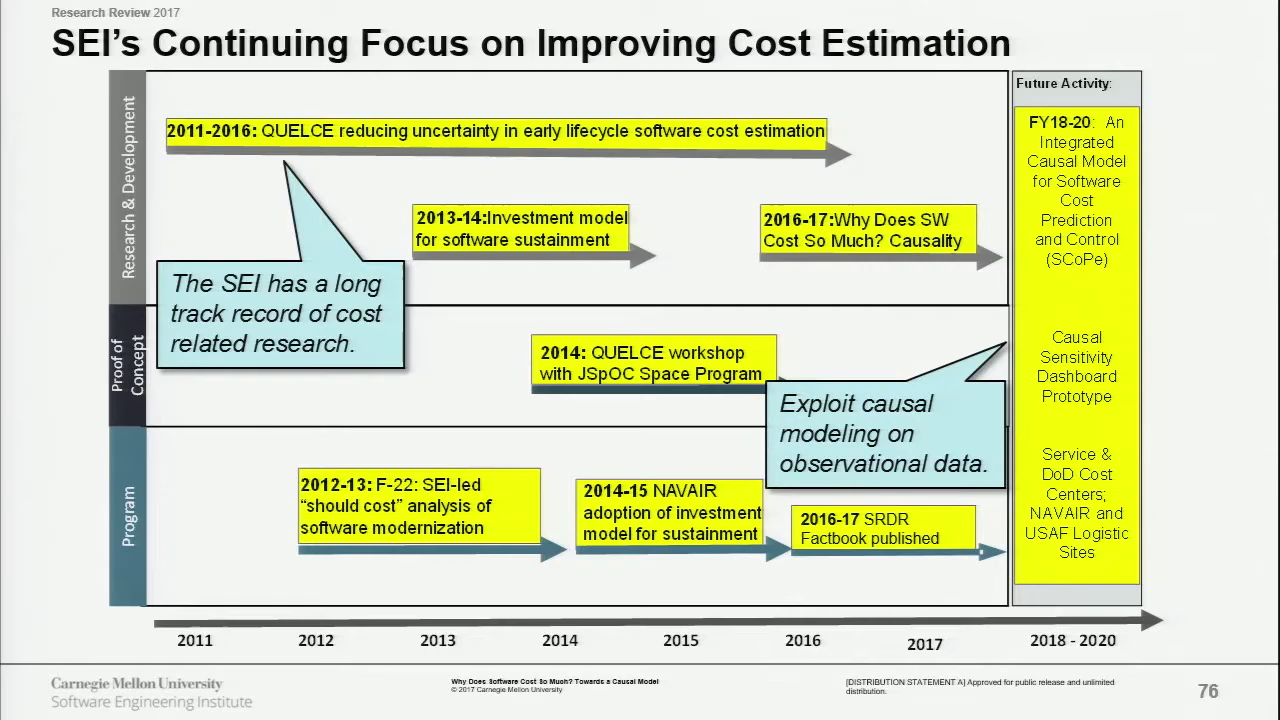 Research Review 2017
SEI's Continuing Focus on Improving Cost Estimation
Research & Development
2011-2016: QUELCE reducing uncertainty in early lifecycle software cost estimation
2013-14:Investment model
for software sustainment
2016-17:Why Does SW
Cost So Much? Causality
The SEI has a long
track record of cost
related research.
Proof of
Concept
2014: QUELCE workshop
with JSpOC Space Program
Exploit causal
modeling on
observational data.
Program
2012-13: F-22: SEI-led
“should cost” analysis of
software modernization
2014-15 NAVAIR
adoption of investment
model for sustainment
2016-17 SRDR
Factbook published
Future Activity:
FY18-20: An
Integrated
Causal Model
for Software
Cost
Prediction
and Control
(SCoPe)
Causal
Sensitivity
Dashboard
Prototype
Service &
DoD Cost
Centers;
NAVAIR and
USAF Logistic
Sites
2011 2012 2013 2014 2015 2016 2017 2018 - 2020
Carnegie Mellon University
Software Engineering Institute
Why Does Software Cost So Much? Towards a Causal Model
© 2017 Carnegie Mellon University
[DISTRIBUTION STATEMENT A] Approved for public release and unlimited
distribution.
76